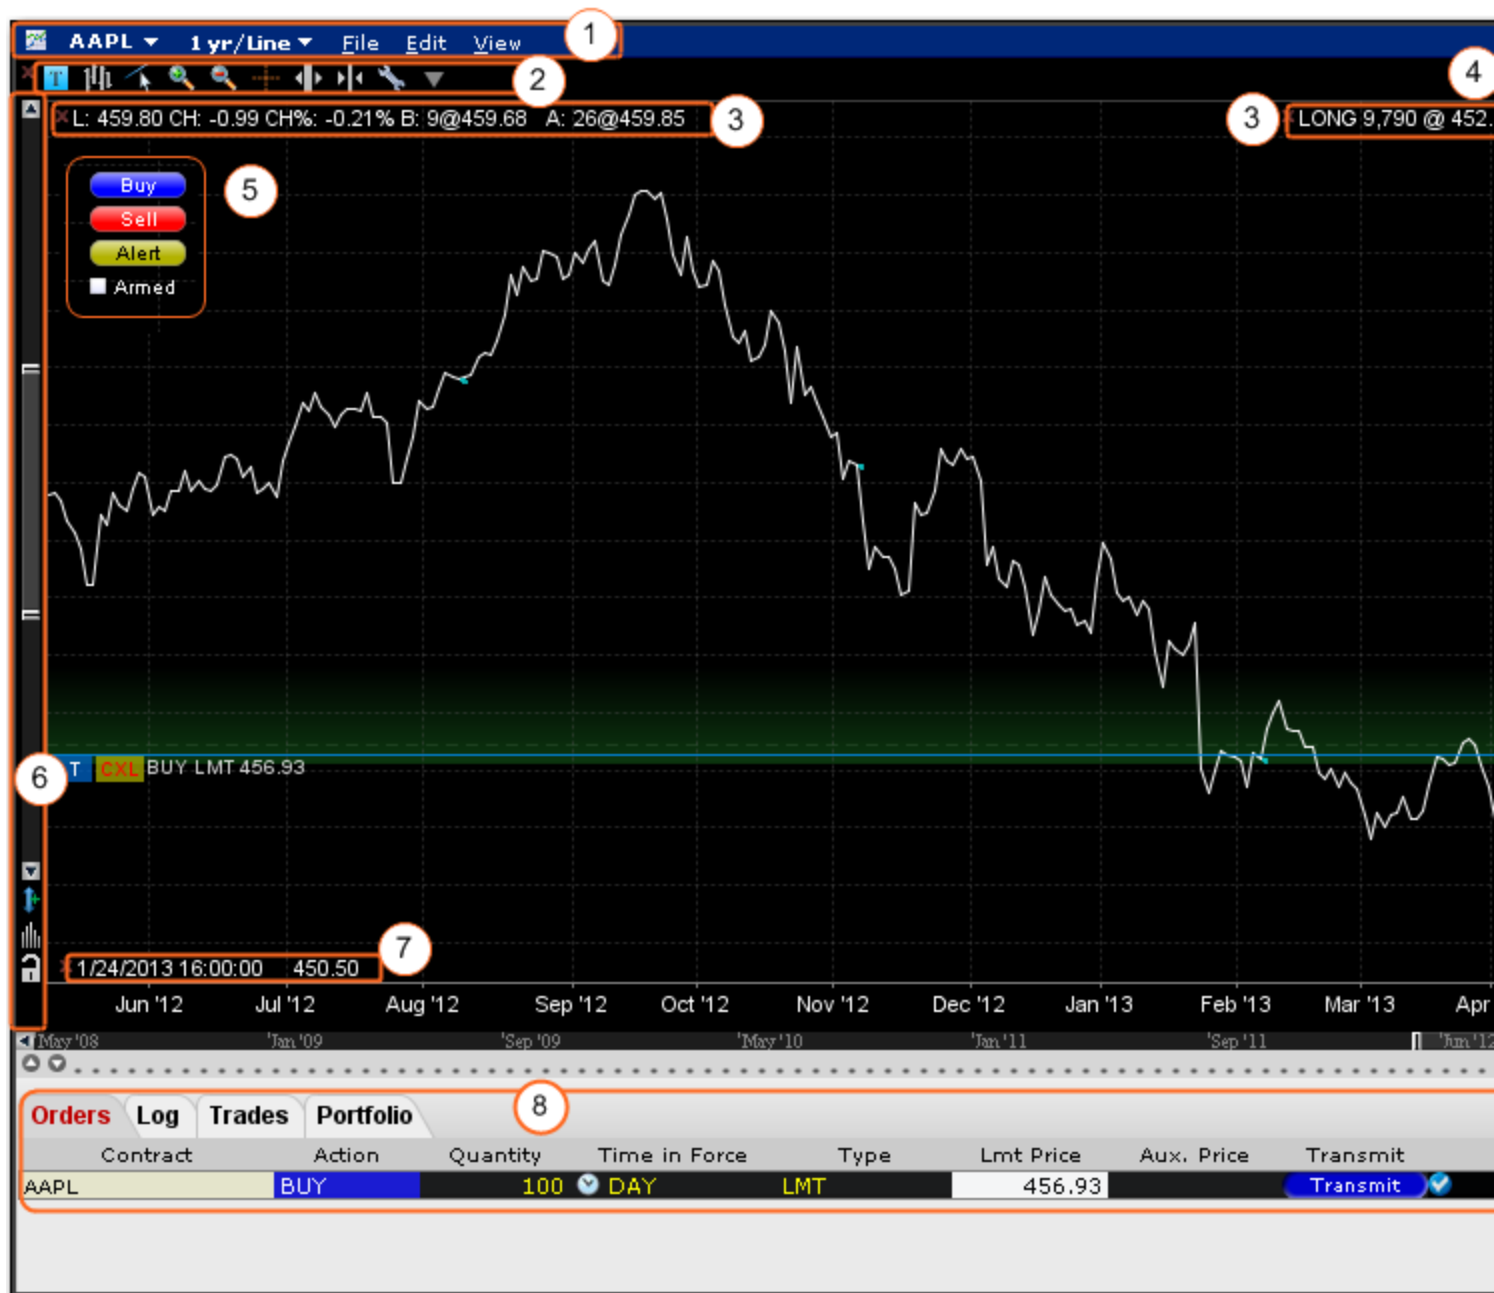 AAPL 1 yr/Line File Edit View 1
T 2 4
L: 459.80 CH: -0.99 CH%: -0.21% B: 9@459.68 A: 26@459.85 3 3 LONG 9,790 @ 452.
Buy 5
Sell
Alert
Armed
6 T CXL BUY LMT 456.93
1/24/2013 16:00:00 450.50 7
Jun '12 Jul '12 Aug '12 Sep '12 Oct '12 Nov '12 Dec '12 Jan '13 Feb '13 Mar '13 Apr
May '08 'Jan '09 'Sep '09 'May '10 'Jan '11 'Sep '11 'Jun '12
Orders Log Trades Portfolio 8
Contract Action Quantity Time in Force Type Lmt Price Aux. Price Transmit
AAPL BUY 100 DAY LMT 456.93 Transmit